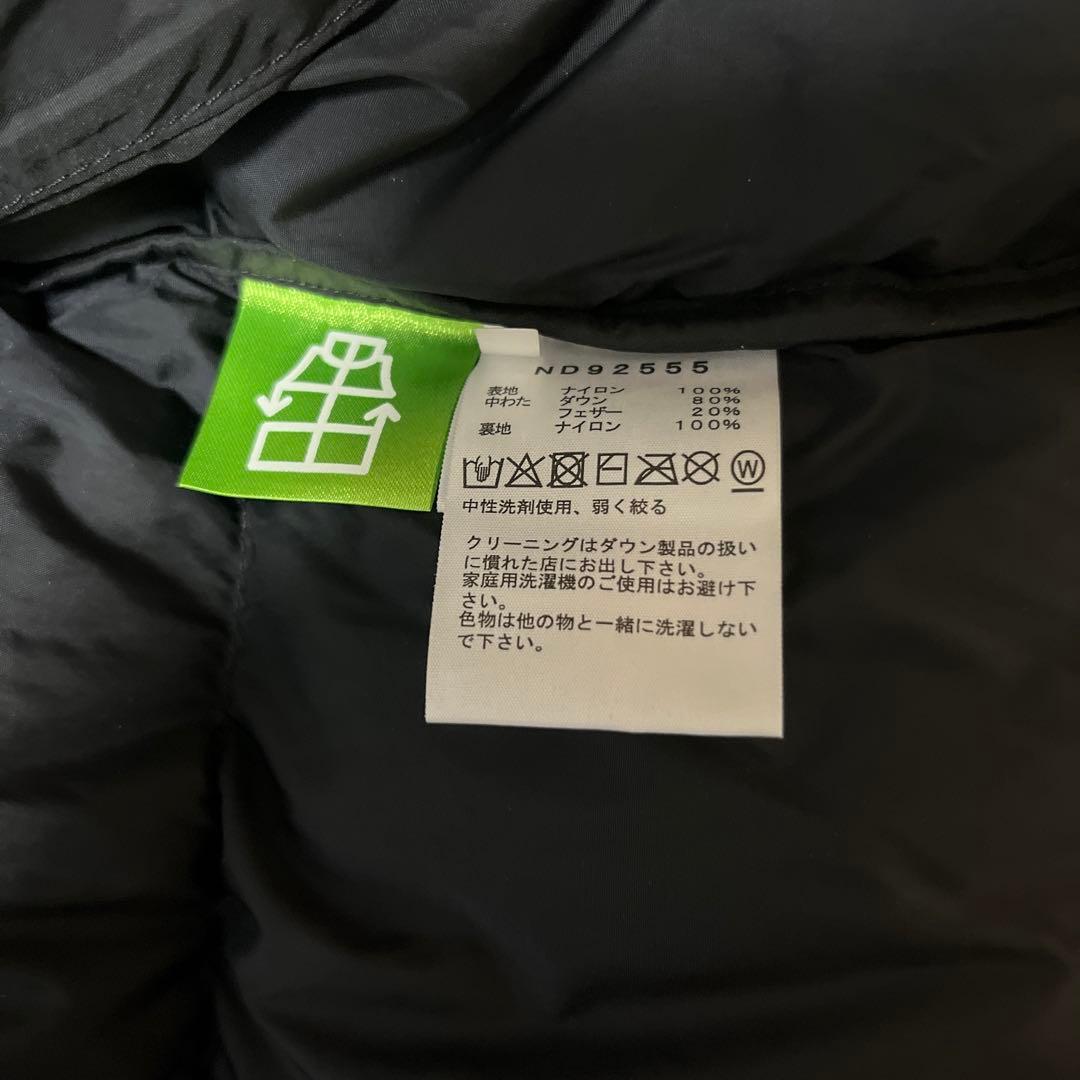 ND92555
表地 ナイロン 100%
中わた ダウン 80%
フェザー 20%
裏地 ナイロン 100%
W
中性洗剤使用、弱く絞る
クリーニングはダウン製品の扱い
に慣れた店にお出し下さい。
家庭用洗濯機のご使用はお避け下
さい。
色物は他の物と一緒に洗濯しない
で下さい。